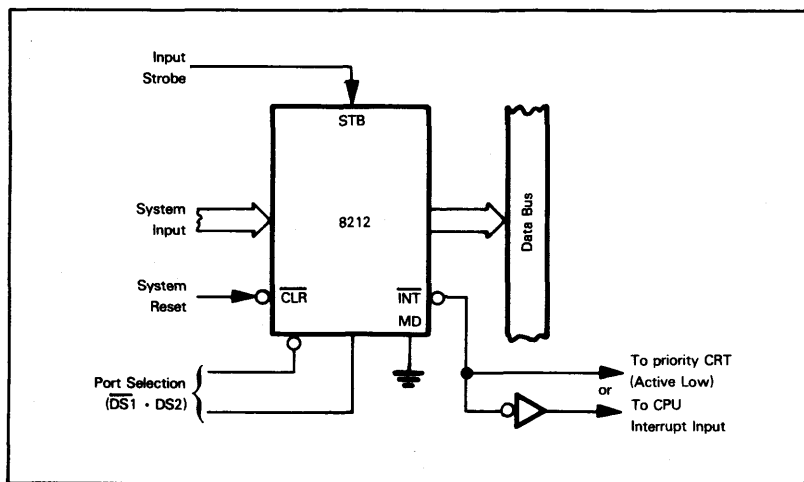 Input
Strobe
STB
System
Input
8212
Data Bus
System
Reset
CLR
INT
MD
Port Selection
(DS1 · DS2)
To priority CRT
(Active Low)
or
To CPU
Interrupt Input